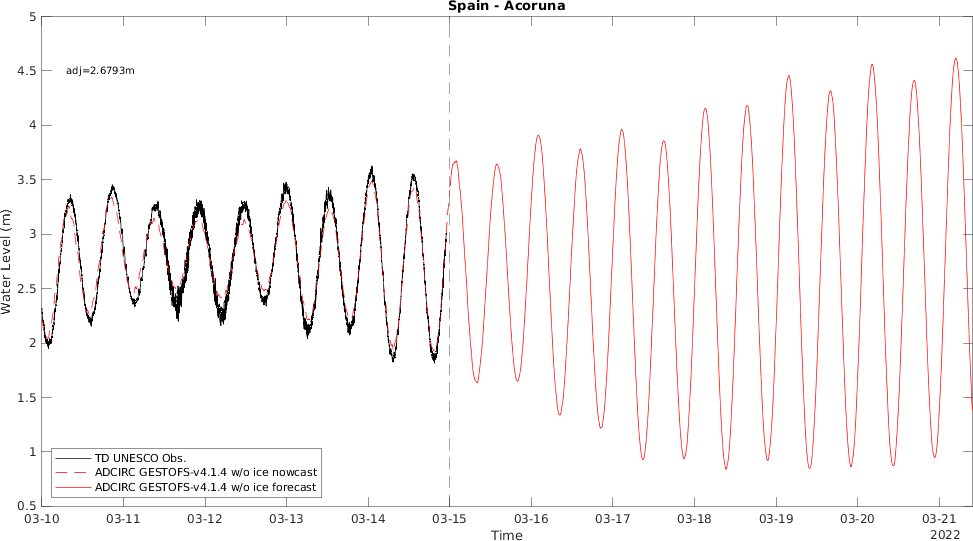 Spain - Acoruna
5
4.5
4
3.5
3
2.5
2
1.5
1
0.5
Water Level (m)
adj=2.6793m
TD UNESCO Obs.
ADCIRC GESTOFS-v4.1.4 w/o ice nowcast
ADCIRC GESTOFS-v4.1.4 w/o ice forecast
03-10 03-11 03-12 03-13 03-14 03-15 03-16 03-17 03-18 03-19 03-20 03-21
Time
2022